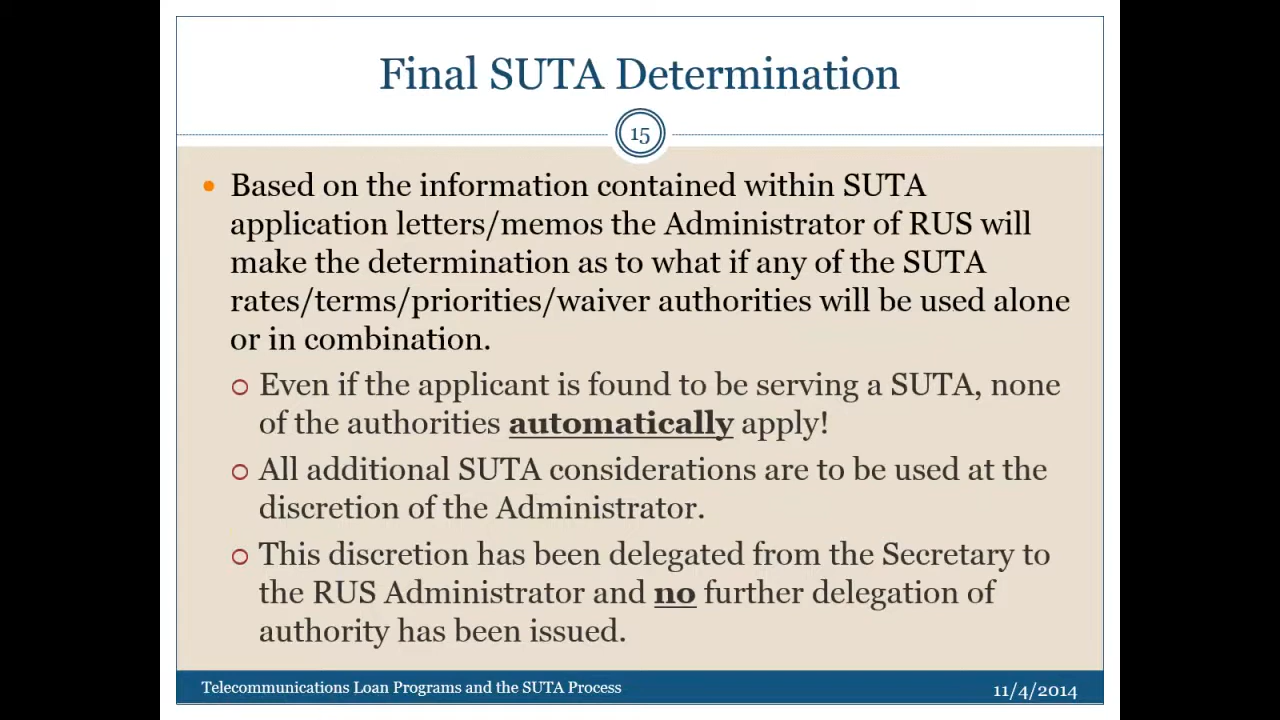 Final SUTA Determination
15
• Based on the information contained within SUTA
application letters/memos the Administrator of RUS will
make the determination as to what if any of the SUTA
rates/terms/priorities/waiver authorities will be used alone
or in combination.
○ Even if the applicant is found to be serving a SUTA, none
of the authorities automatically apply!
○ All additional SUTA considerations are to be used at the
discretion of the Administrator.
○ This discretion has been delegated from the Secretary to
the RUS Administrator and no further delegation of
authority has been issued.
Telecommunications Loan Programs and the SUTA Process
11/4/2014